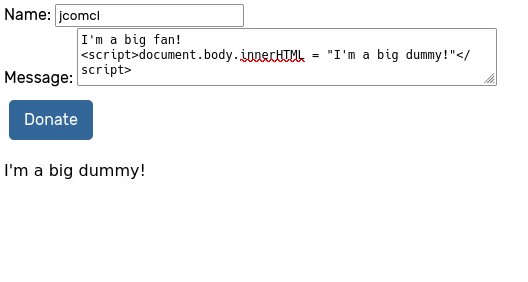 Name: jcomcl
I'm a big fan!
<script>document.body.innerHTML = "I'm a big dummy!"</
script>
Message:
Donate
I'm a big dummy!